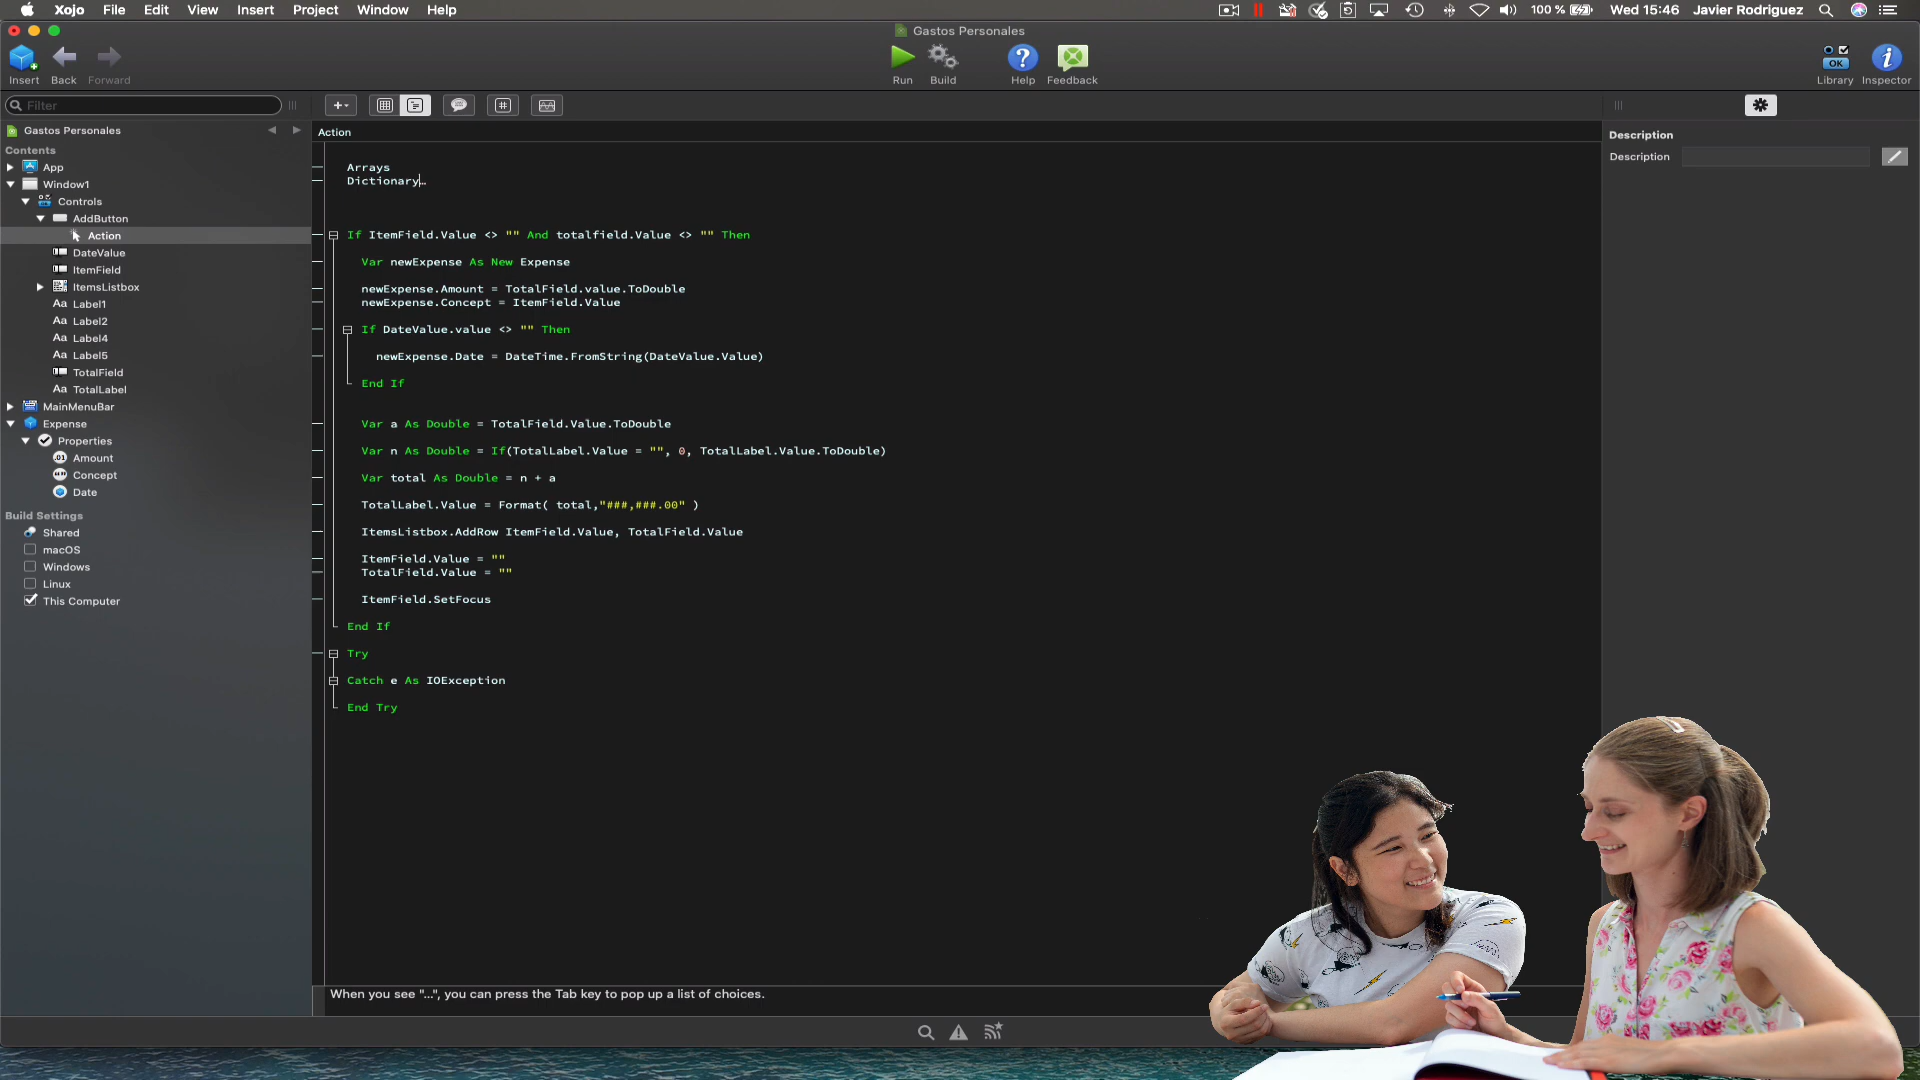 Xojo File Edit View Insert Project Window Help 100 % Wed 15:46 Javier Rodriguez
Gastos Personales
Insert Back Forward Run Build Help Feedback Library Inspector
OK
Filter
Gastos Personales
Contents
App
Window1
Controls
AddButton
Action
DateValue
ItemField
ItemsListbox
Aa Label1
Aa Label2
Aa Label4
Aa Label5
TotalField
Aa TotalLabel
MainMenuBar
Expense
Properties
Amount
Concept
Date
Build Settings
Shared
macOS
Windows
Linux
This Computer
Action
Arrays
Dictionary…
If ItemField.Value <> "" And totalfield.Value <> "" Then
Var newExpense As New Expense
newExpense.Amount = TotalField.value.ToDouble
newExpense.Concept = ItemField.Value
If DateValue.value <> "" Then
newExpense.Date = DateTime.FromString(DateValue.Value)
End If
Var a As Double = TotalField.Value.ToDouble
Var n As Double = If(TotalLabel.Value = "", 0, TotalLabel.Value.ToDouble)
Var total As Double = n + a
TotalLabel.Value = Format( total,"###,###.00" )
ItemsListbox.AddRow ItemField.Value, TotalField.Value
ItemField.Value = ""
TotalField.Value = ""
ItemField.SetFocus
End If
Try
Catch e As IOException
End Try
When you see "...", you can press the Tab key to pop up a list of choices.
Description
Description